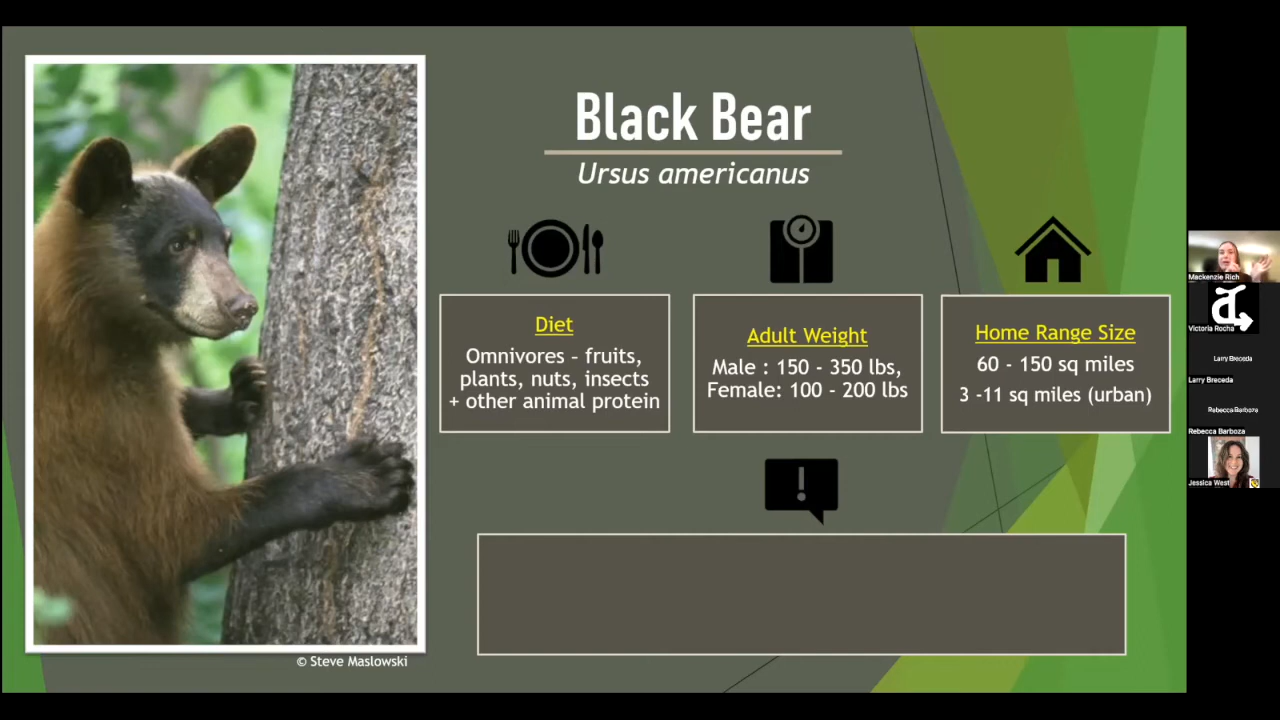 Black Bear
Ursus americanus
Diet
Omnivores - fruits,
plants, nuts, insects
+ other animal protein
Adult Weight
Male : 150 - 350 lbs,
Female: 100 - 200 lbs
Home Range Size
60 - 150 sq miles
3 -11 sq miles (urban)
!
© Steve Maslowski
Mackenzie Rich
Victoria Rocha
Larry Breceda
Larry Breceda
Rebecca Barboza
Rebecca Barboza
Jessica West